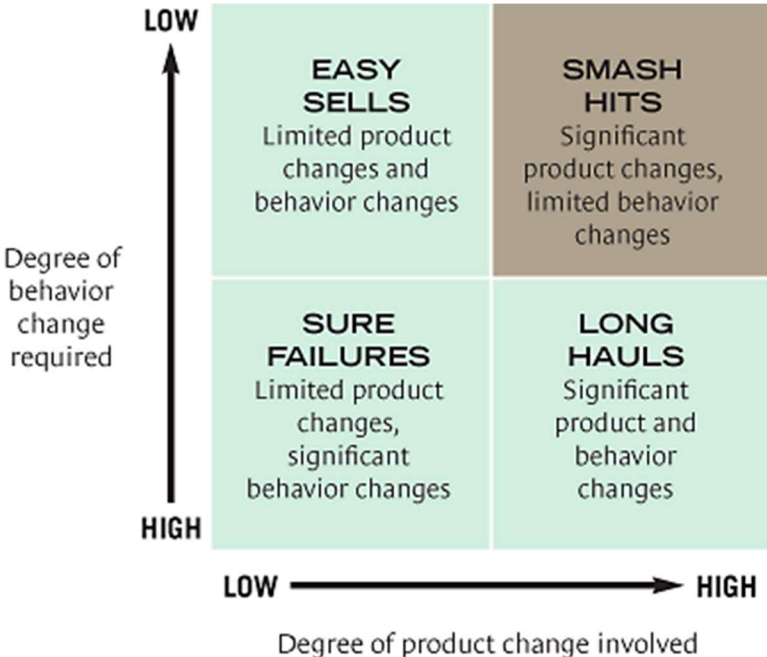 LOW
EASY
SELLS
Limited product
changes and
behavior changes
SMASH
HITS
Significant
product changes,
limited behavior
changes
Degree of
behavior
change
required
SURE
FAILURES
Limited product
changes,
significant
behavior changes
LONG
HAULS
Significant
product and
behavior
changes
HIGH
LOW
HIGH
Degree of product change involved